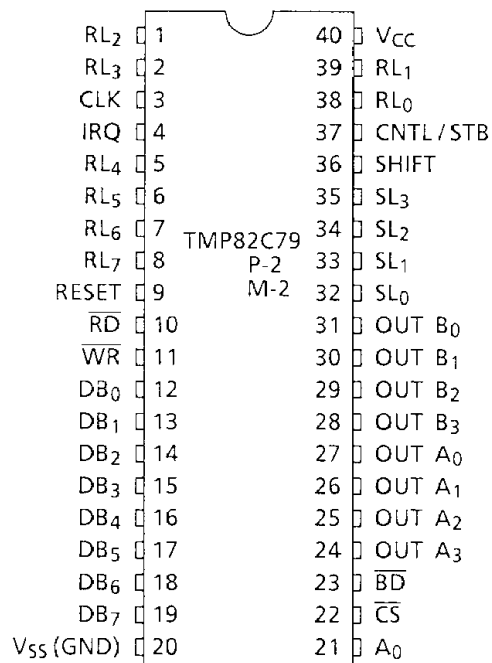 RL2 1 40 VCC
RL3 2 39 RL1
CLK 3 38 RL0
IRQ 4 37 CNTL / STB
RL4 5 36 SHIFT
RL5 6 35 SL3
RL6 7 34 SL2
TMP82C79
RL7 8 33 SL1
P-2
RESET 9 32 SL0
M-2
R̅D̅ 10 31 OUT B0
W̅R̅ 11 30 OUT B1
DB0 12 29 OUT B2
DB1 13 28 OUT B3
DB2 14 27 OUT A0
DB3 15 26 OUT A1
DB4 16 25 OUT A2
DB5 17 24 OUT A3
DB6 18 23 B̅D̅
DB7 19 22 C̅S̅
VSS (GND) 20 21 A0